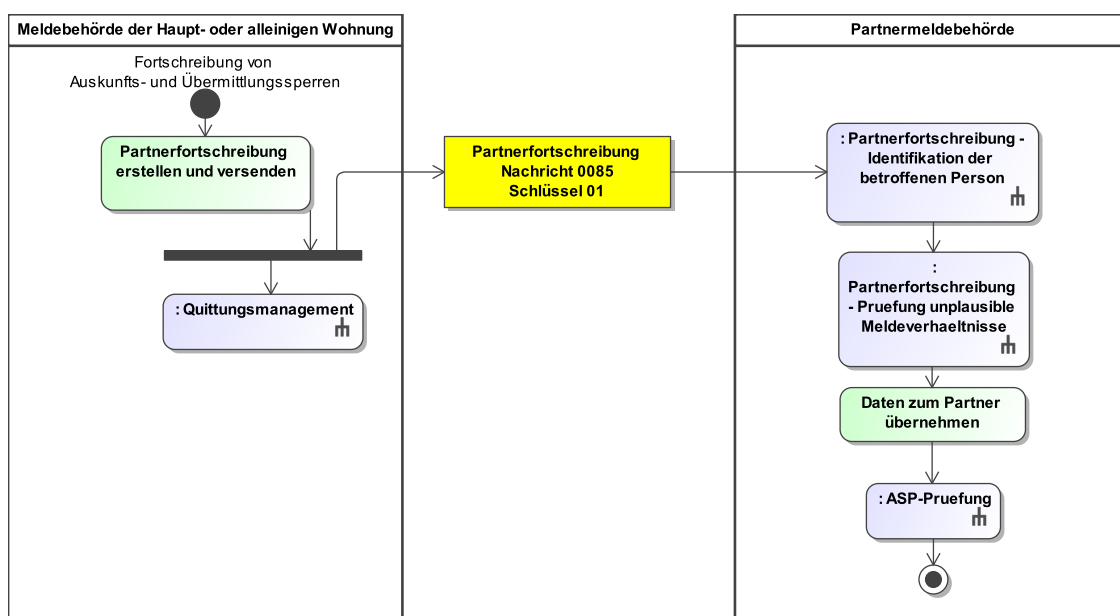 Meldebehörde der Haupt- oder alleinigen Wohnung
Fortschreibung von
Auskunfts- und Übermittlungssperren
Partnerfortschreibung
erstellen und versenden
: Quittungsmanagement
Partnerfortschreibung
Nachricht 0085
Schlüssel 01
Partnermeldebehörde
: Partnerfortschreibung -
Identifikation der
betroffenen Person
:
Partnerfortschreibung
- Pruefung unplausible
Meldeverhaeltnisse
Daten zum Partner
übernehmen
: ASP-Pruefung